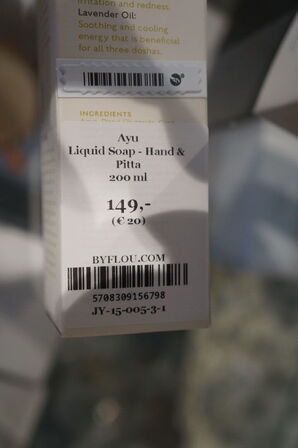 irritation and redness.
Lavender Oil:
Soothing and cooling
energy that is beneficial
for all three doshas.
INGREDIENTS
Ayu
Liquid Soap - Hand &
Pitta
200 ml
149,-
(€ 20)
BYFLOU.COM
5708309156798
JY-15-005-3-1